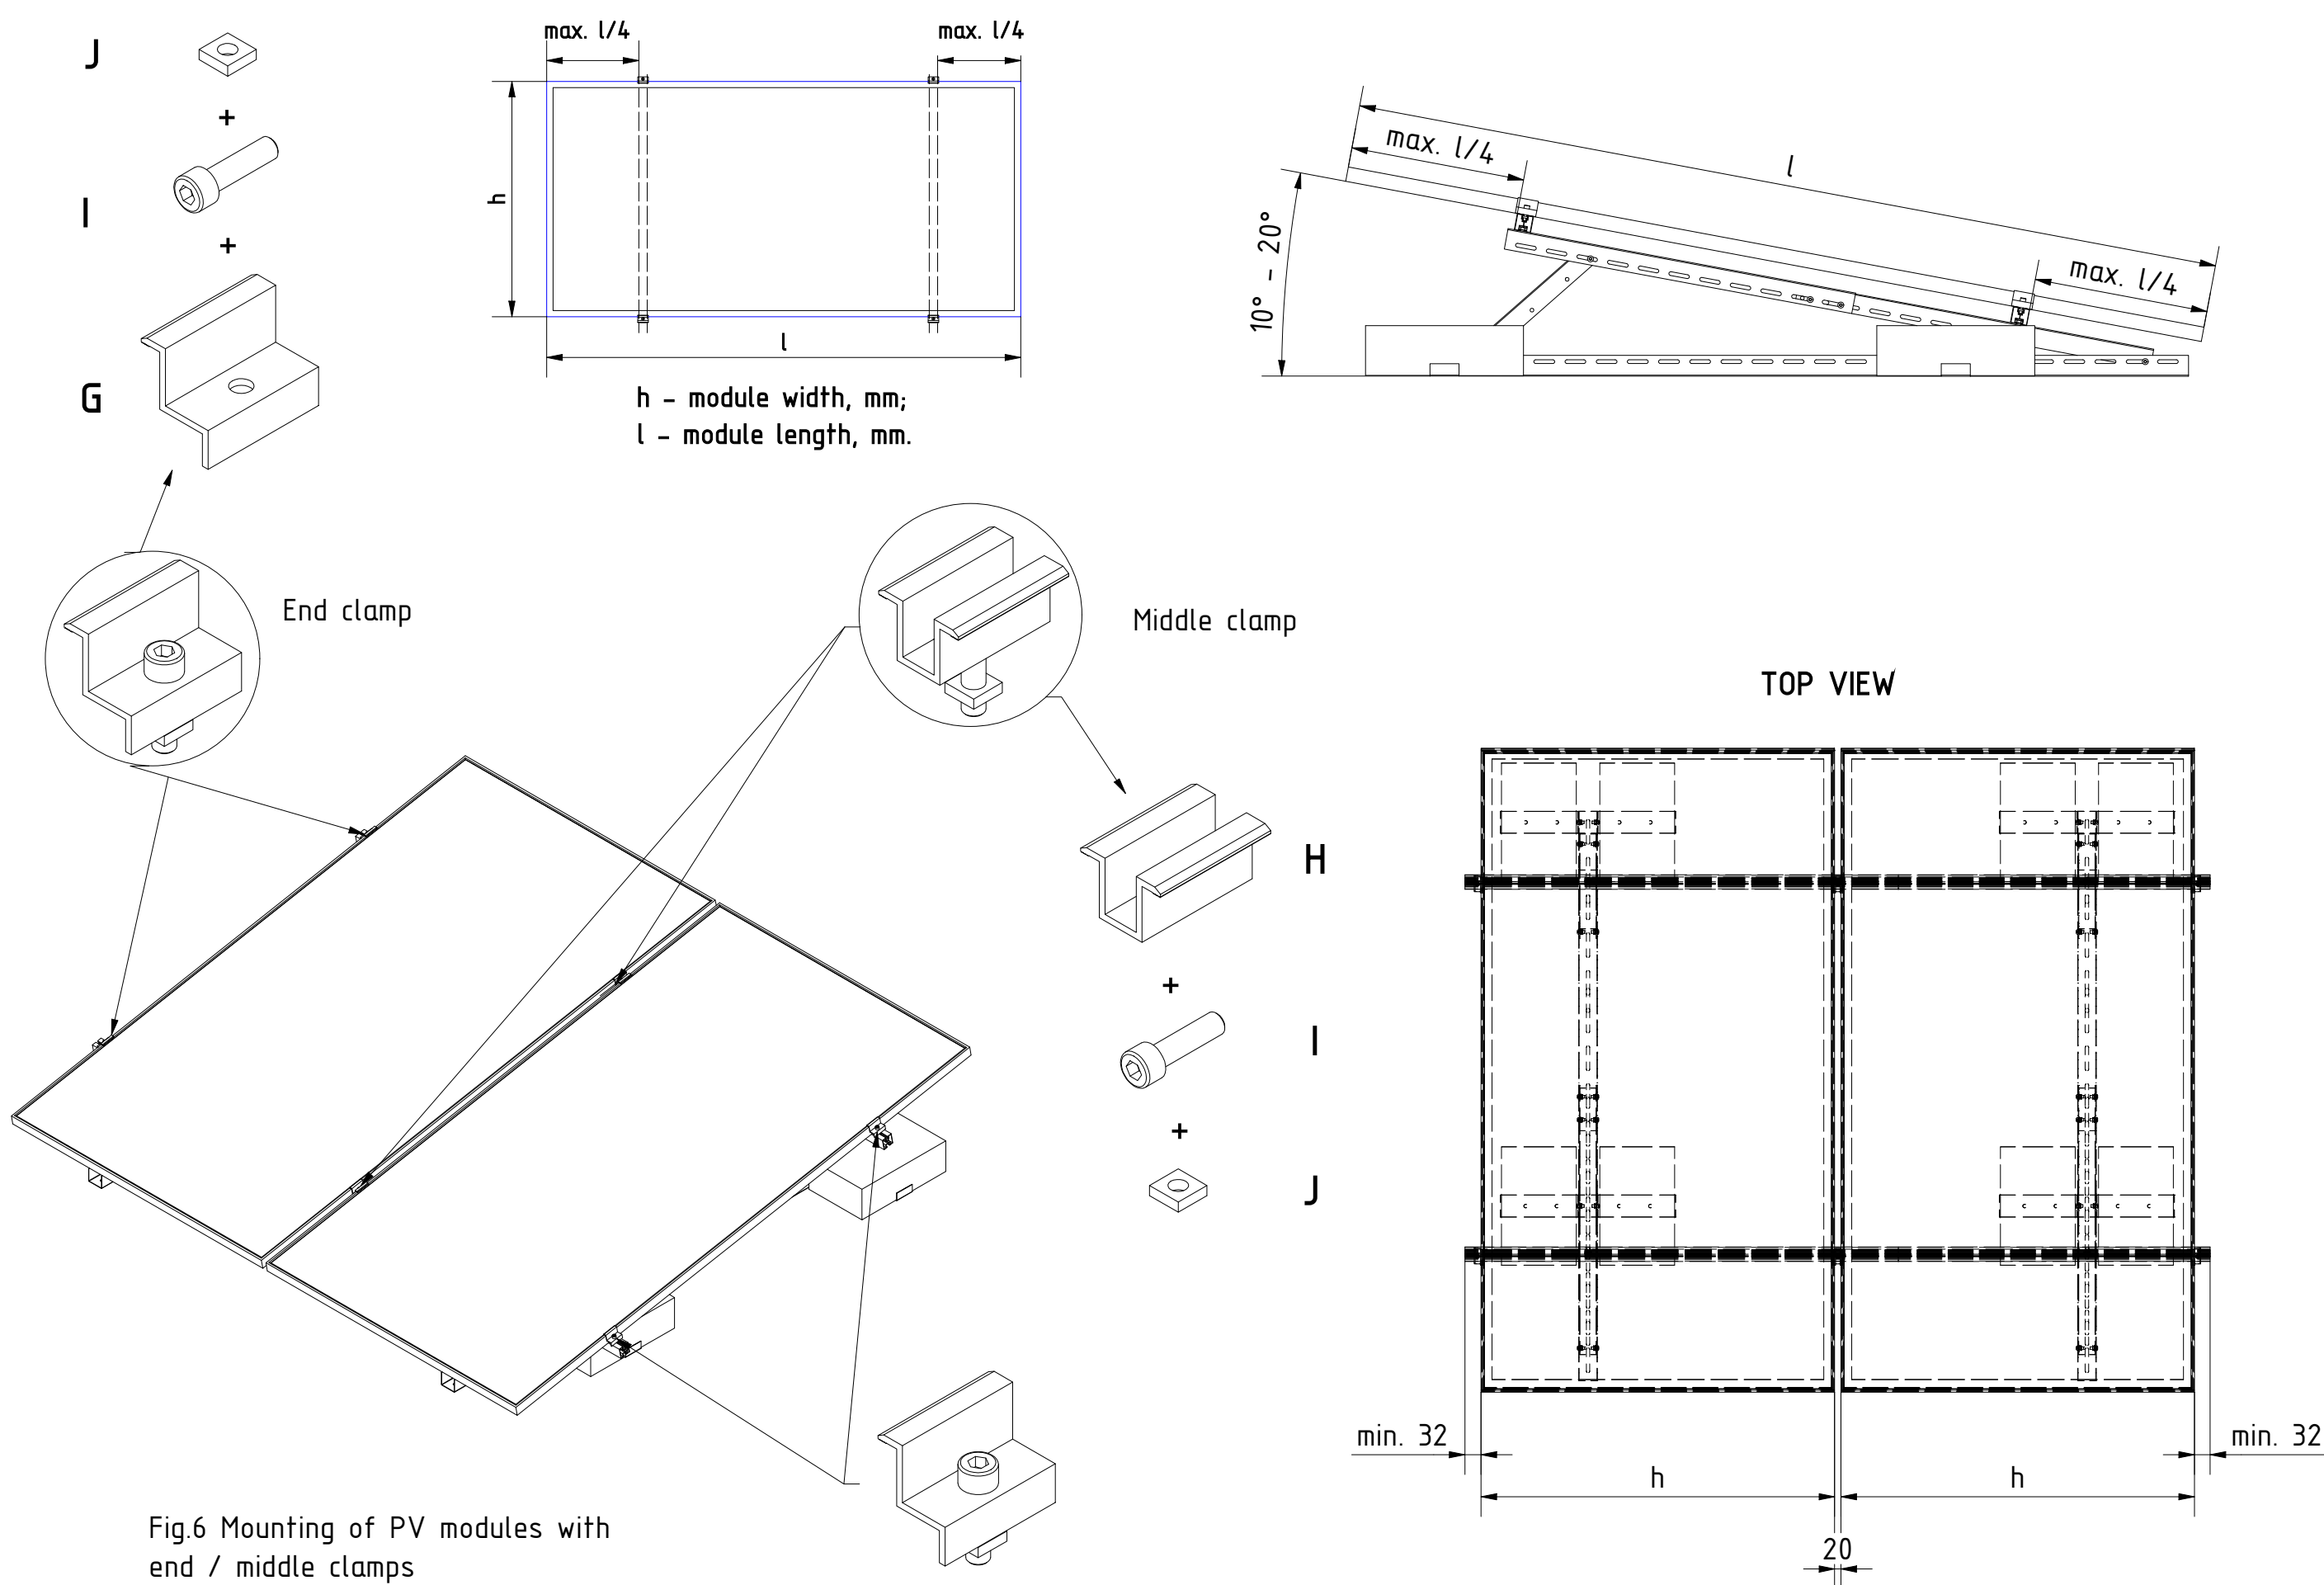 J
+
I
+
G
max. l/4
max. l/4
h
l
h – module width, mm;
l – module length, mm.
max. l/4
l
max. l/4
10° - 20°
End clamp
Middle clamp
H
+
I
+
J
TOP VIEW
min. 32
min. 32
h
h
20
Fig.6 Mounting of PV modules with
end / middle clamps